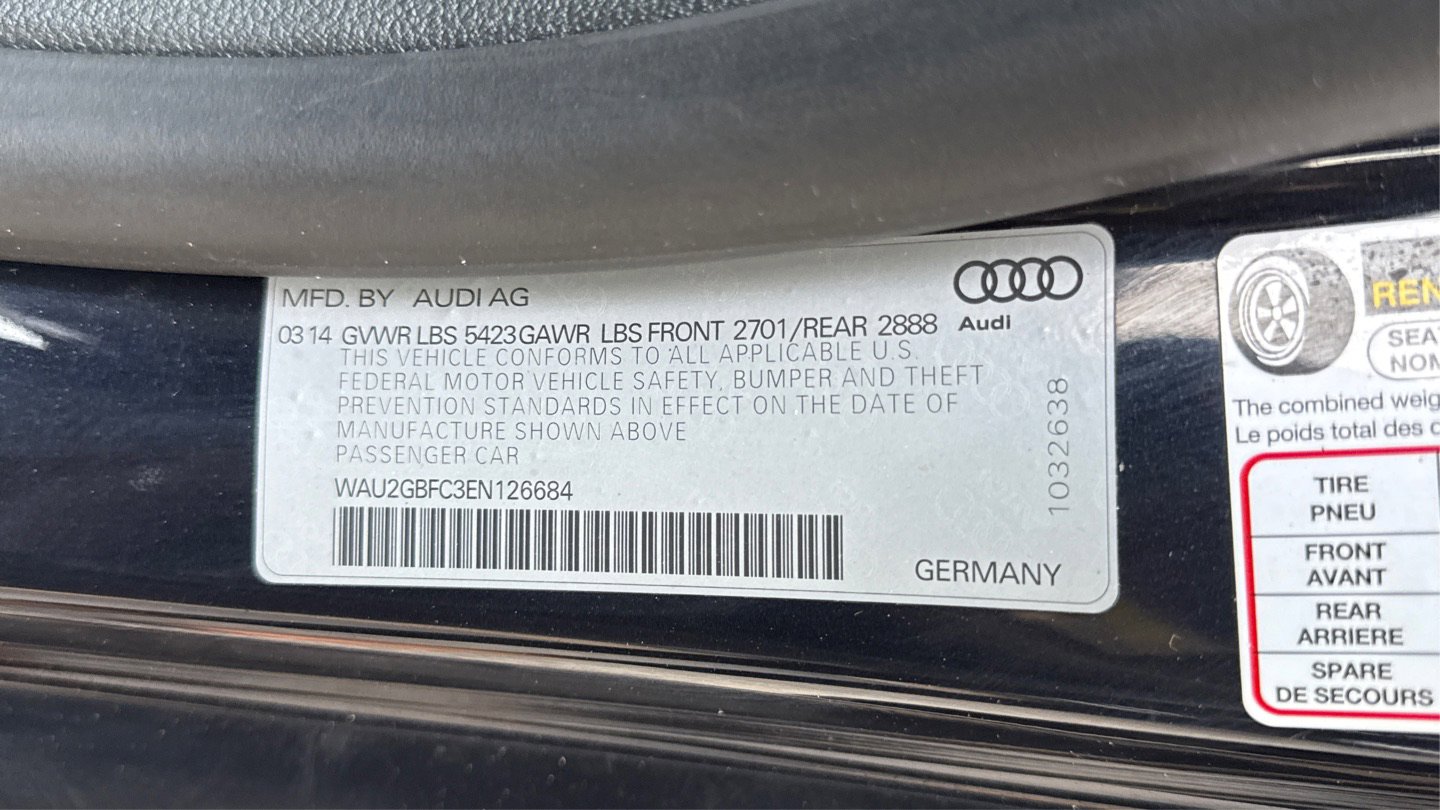 MFD. BY AUDI AG
03 14 GVWR LBS 5423 GAWR LBS FRONT 2701/REAR 2888
Audi
THIS VEHICLE CONFORMS TO ALL APPLICABLE U.S.
FEDERAL MOTOR VEHICLE SAFETY, BUMPER AND THEFT
PREVENTION STANDARDS IN EFFECT ON THE DATE OF
MANUFACTURE SHOWN ABOVE
PASSENGER CAR
WAU2GBFC3EN126684
GERMANY
1032638
The combined
Le poids total des
TIRE
PNEU
FRONT
AVANT
REAR
ARRIERE
SPARE
DE SECOURS